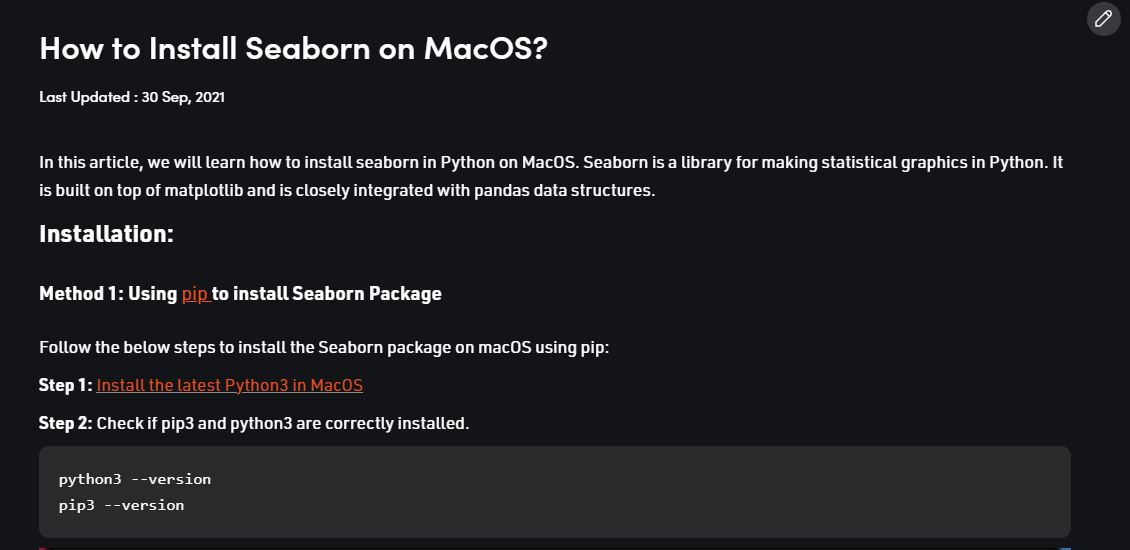 How to Install Seaborn on MacOS?
Last Updated : 30 Sep, 2021
In this article, we will learn how to install seaborn in Python on MacOS. Seaborn is a library for making statistical graphics in Python. It
is built on top of matplotlib and is closely integrated with pandas data structures.
Installation:
Method 1: Using pip to install Seaborn Package
Follow the below steps to install the Seaborn package on macOS using pip:
Step 1: Install the latest Python3 in MacOS
Step 2: Check if pip3 and python3 are correctly installed.
python3 --version
pip3 --version